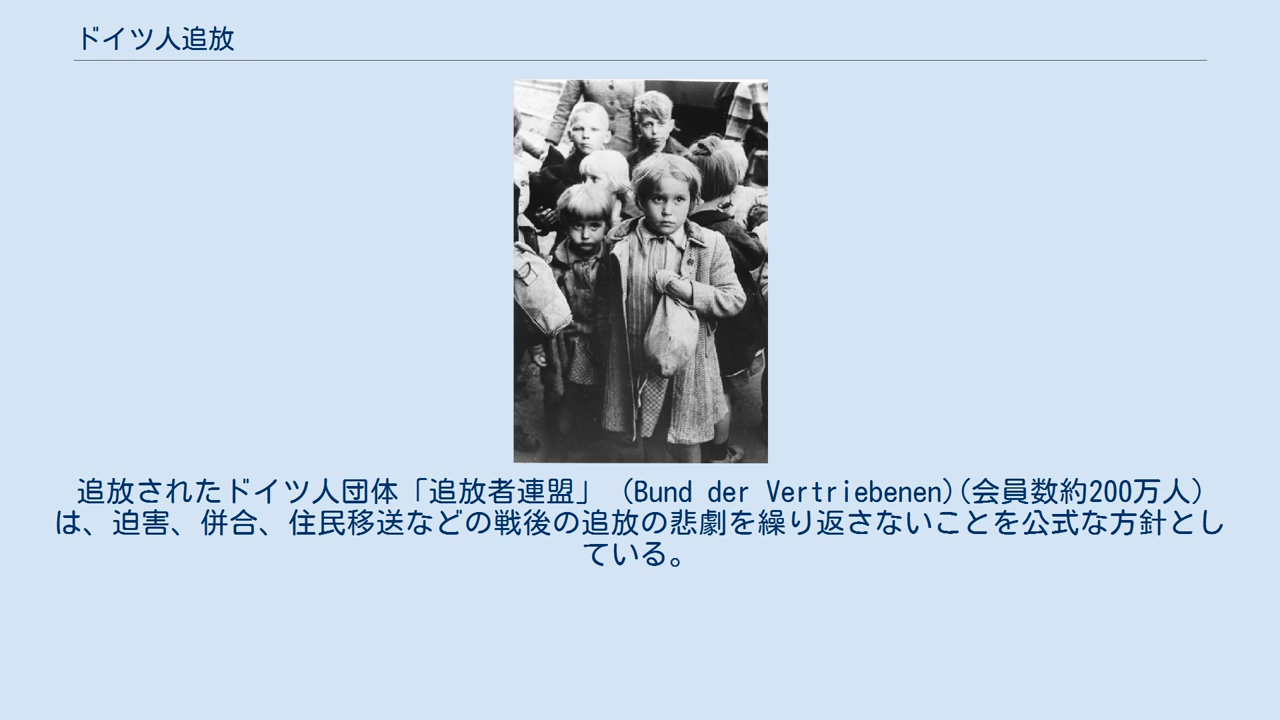 ドイツ人追放
追放されたドイツ人団体「追放者連盟」 (Bund der Vertriebenen)(会員数約200万人)
は、迫害、併合、住民移送などの戦後の追放の悲劇を繰り返さないことを公式な方針とし
ている。